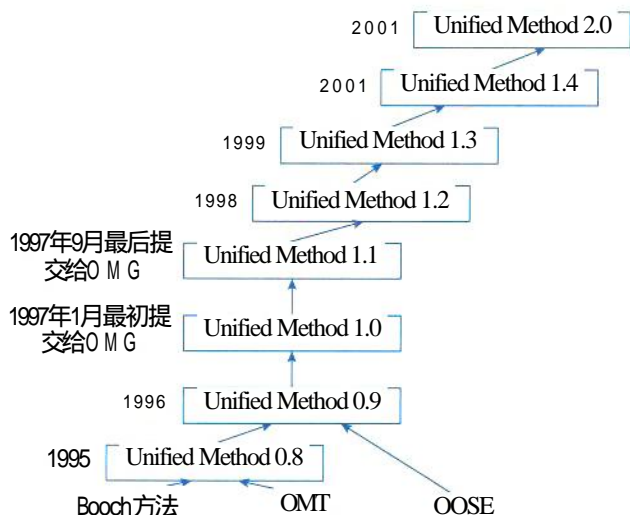 2001 Unified Method 2.0
2001 Unified Method 1.4
1999 Unified Method 1.3
1998 Unified Method 1.2
1997年9月最后提
交给OMG
Unified Method 1.1
1997年1月最初提
交给OMG
Unified Method 1.0
1996 Unified Method 0.9
1995 Unified Method 0.8
Booch方法 OMT OOSE